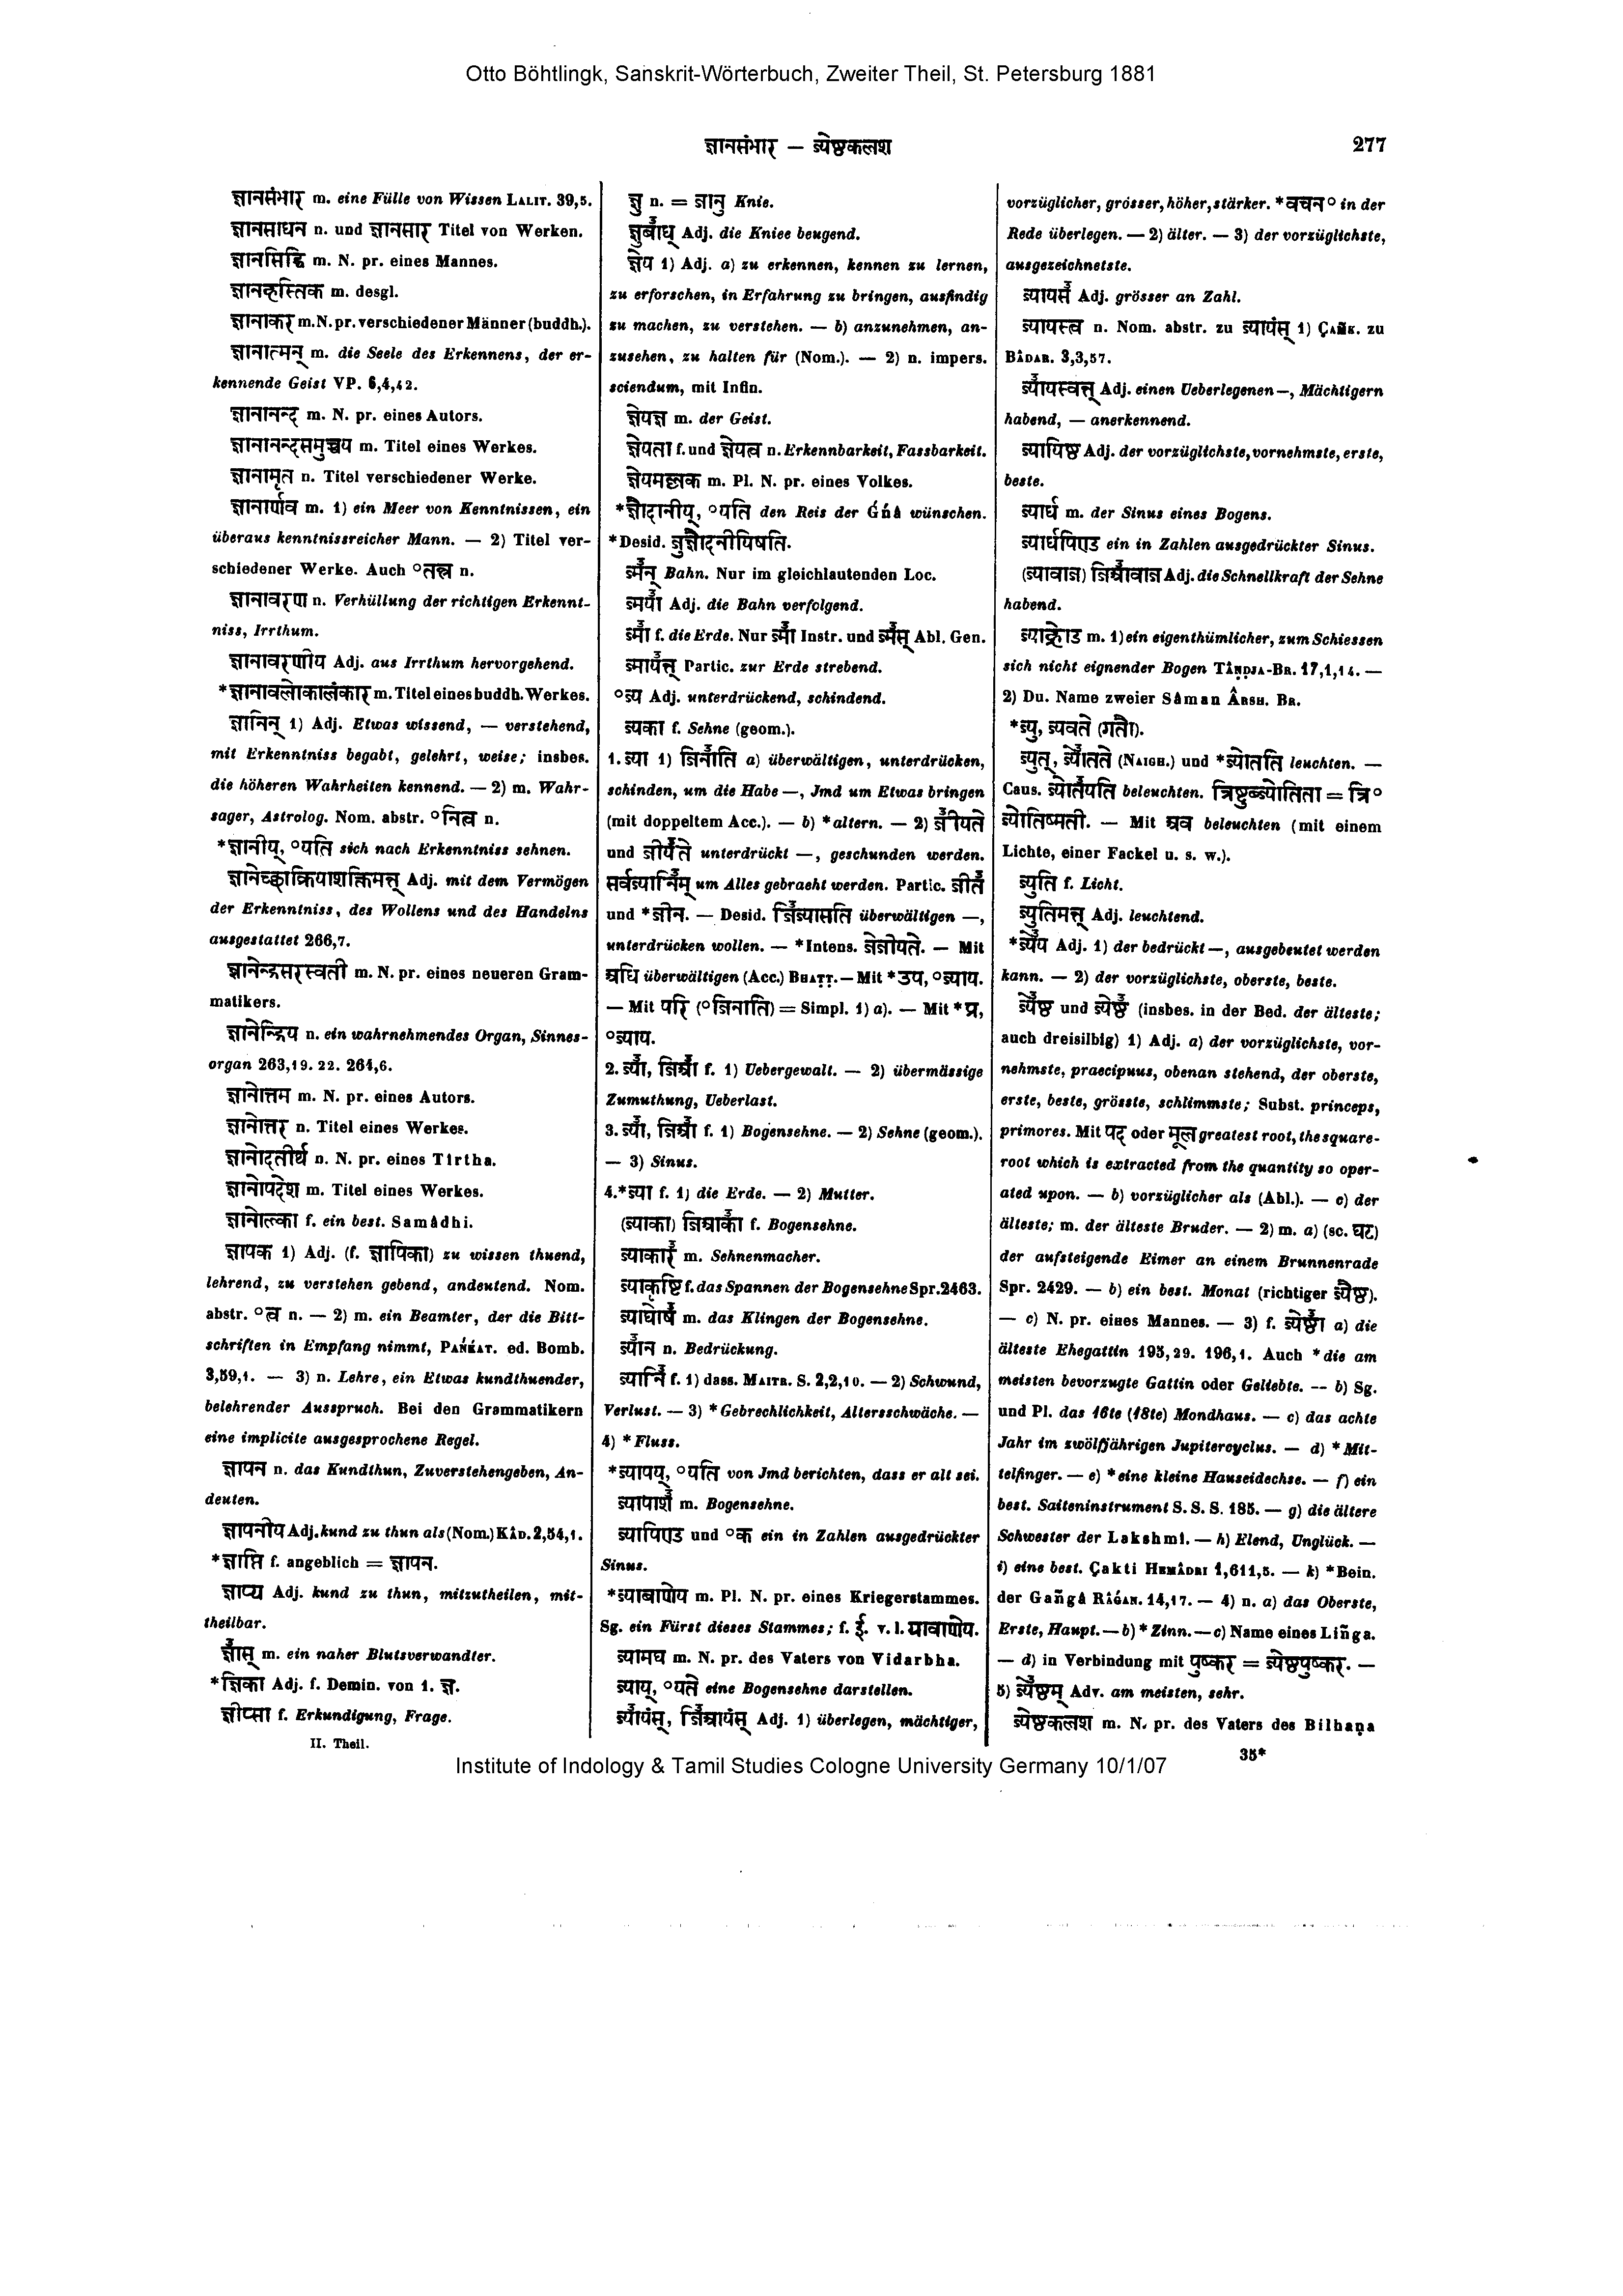 Otto Böhtlingk, Sanskrit-Wörterbuch, Zweiter Theil, St. Petersburg 1881
ज्ञानसंभार — ज्येष्ठकलश
277
ज्ञानसंभार m. eine Fülle von Wissen LALIT. 39,5.
ज्ञानसाधन n. und ज्ञानसार Titel von Werken.
ज्ञानसिद्धि m. N. pr. eines Mannes.
ज्ञानहस्तिक m. desgl.
ज्ञानाकर m. N. pr. verschiedener Männer (buddh.).
ज्ञानात्मन् m. die Seele des Erkennens, der er-
kennende Geist VP. 6,4,42.
ज्ञानानन्द m. N. pr. eines Autors.
ज्ञानानन्दसमुच्चय m. Titel eines Werkes.
ज्ञानामृत n. Titel verschiedener Werke.
ज्ञानार्णव m. 1) ein Meer von Kenntnissen, ein
überaus kenntnissreicher Mann. — 2) Titel ver-
schiedener Werke. Auch °तन्त्र n.
ज्ञानावरण n. Verhüllung der richtigen Erkennt-
niss, Irrthum.
ज्ञानावरणीय Adj. aus Irrthum hervorgehend.
*ज्ञानावलोकालंकार m. Titel eines buddh. Werkes.
ज्ञानिन् 1) Adj. Etwas wissend, — verstehend,
mit Erkenntniss begabt, gelehrt, weise; insbes.
die höheren Wahrheiten kennend. — 2) m. Wahr-
sager, Astrolog. Nom. abstr. °नित्व n.
*ज्ञानीय्, °यति sich nach Erkenntniss sehnen.
ज्ञानेच्छाक्रियाशक्तिमत्त् Adj. mit dem Vermögen
der Erkenntniss, des Wollens und des Handelns
ausgestattet 266,7.
ज्ञानेन्द्रसरस्वती m. N. pr. eines neueren Gram-
matikers.
ज्ञानेन्द्रिय n. ein wahrnehmendes Organ, Sinnes-
organ 263,19. 22. 264,6.
ज्ञानोत्तम m. N. pr. eines Autors.
ज्ञानोत्तर n. Titel eines Werkes.
ज्ञानोदतीर्थ n. N. pr. eines Tîrtha.
ज्ञानोपदेश m. Titel eines Werkes.
ज्ञानोल्का f. ein best. Samâdhi.
ज्ञापक 1) Adj. (f. ज्ञापिका) zu wissen thuend,
lehrend, zu verstehen gebend, andeutend. Nom.
abstr. °त्व n. — 2) m. ein Beamter, der die Bitt-
schriften in Empfang nimmt, PAŃḰAT. ed. Bomb.
3,59,1. — 3) n. Lehre, ein Etwas kundthuender,
belehrender Ausspruch. Bei den Grammatikern
eine implicite ausgesprochene Regel.
ज्ञापन n. das Kundthun, Zuverstehengeben, An-
deuten.
ज्ञापनीय Adj. kund zu thun als (Nom.) KÂD. 2,54,1.
*ज्ञाप्ति f. angeblich = ज्ञापन.
ज्ञाप्य Adj. kund zu thun, mitzutheilen, mit-
theilbar.
ज्ञास् m. ein naher Blutsverwandter.
*ज्ञिका Adj. f. Demin. von 1. ज्ञ.
ज्ञीप्सा f. Erkundigung, Frage.
II. Theil.
ज्ञु n. = जानु Knie.
ज्ञुबाध् Adj. die Kniee beugend.
ज्ञेय 1) Adj. a) zu erkennen, kennen zu lernen,
zu erforschen, in Erfahrung zu bringen, ausfindig
zu machen, zu verstehen. — b) anzunehmen, an-
zusehen, zu halten für (Nom.). — 2) n. impers.
sciendum, mit Infin.
ज्ञेयज्ञ m. der Geist.
ज्ञेयता f. und ज्ञेयत्व n. Erkennbarkeit, Fassbarkeit.
ज्ञेयमल्लक m. Pl. N. pr. eines Volkes.
*ज्ञौदानीय्, °यति den Reis der Ǵńâ wünschen.
*Desid. जुज्ञौदनीयिषति.
ज्मन् Bahn. Nur im gleichlautenden Loc.
ज्मया Adj. die Bahn verfolgend.
ज्मा f. die Erde. Nur ज्मा Instr. und ज्मस् Abl. Gen.
ज्मायत्त् Partic. zur Erde strebend.
°ज्य Adj. unterdrückend, schindend.
ज्यका f. Sehne (geom.).
1. ज्या 1) जिनाति a) überwältigen, unterdrücken,
schinden, um die Habe —, Jmd um Etwas bringen
(mit doppeltem Acc.). — b) *altern. — 2) जीयते
und जीयते unterdrückt —, geschunden werden.
सर्वज्यानिम् um Alles gebracht werden. Partic. जीत
und *जीन. — Desid. जिज्यासति überwältigen —,
unterdrücken wollen. — *Intens. जेजीयते. — Mit
अधि überwältigen (Acc.) BHAṬṬ. — Mit *उप, °ज्याय.
— Mit परि (°जिनाति) = Simpl. 1) a). — Mit *प्र,
°ज्याय.
2. ज्या, जिआ f. 1) Uebergewalt. — 2) übermässige
Zumuthung, Ueberlast.
3. ज्या, जिआ f. 1) Bogensehne. — 2) Sehne (geom.).
— 3) Sinus.
4. *ज्या f. 1) die Erde. — 2) Mutter.
(ज्याका) जिआका f. Bogensehne.
ज्याकार m. Sehnenmacher.
ज्याकृष्टि f. das Spannen der Bogensehne Spr. 2463.
ज्याघोष m. das Klingen der Bogensehne.
ज्यान n. Bedrückung.
ज्यानि f. 1) dass. MAITR. S. 2,2,10. — 2) Schwund,
Verlust. — 3) *Gebrechlichkeit, Altersschwäche. —
4) *Fluss.
*ज्यापय्, °यति von Jmd berichten, dass er alt sei.
ज्यापाश m. Bogensehne.
ज्यापिण्ड und °क ein in Zahlen ausgedrückter
Sinus.
*ज्याबाणेय m. Pl. N. pr. eines Kriegerstammes.
Sg. ein Fürst dieses Stammes; f. ई. v. l. यावाणेय.
ज्यामघ m. N. pr. des Vaters von Vidarbha.
ज्याय्, °यते eine Bogensehne darstellen.
ज्यायंस्, जिआयंस् Adj. 1) überlegen, mächtiger,
vorzüglicher, grösser, höher, stärker. *वचन° in der
Rede überlegen. — 2) älter. — 3) der vorzüglichste,
ausgezeichnetste.
ज्यायस Adj. grösser an Zahl.
ज्यायस्त्व n. Nom. abstr. zu ज्यायंस् 1) ÇAṂK. zu
BÂDAR. 3,3,57.
ज्यायस्वत्त् Adj. einen Ueberlegenen —, Mächtigern
habend, — anerkennend.
ज्यायिष्ठ Adj. der vorzüglichste, vornehmste, erste,
beste.
ज्यार्ध m. der Sinus eines Bogens.
ज्यार्धपिण्ड ein in Zahlen ausgedrückter Sinus.
(ज्यावाज) जिआवाज Adj. die Schnellkraft der Sehne
habend.
ज्याह्रोड m. 1) ein eigenthümlicher, zum Schiessen
sich nicht eignender Bogen TÂṆḌJA-BR. 17,1,14. —
2) Du. Name zweier Sâman ÂRSH. BR.
*ज्यु, ज्यवते (गतौ).
ज्युत्, ज्योतते (NAIGH.) und *ज्योतति leuchten. —
Caus. ज्योतयति beleuchten. त्रिष्टुब्ज्योतिता = त्रि°
ज्योतिष्मती. — Mit अव beleuchten (mit einem
Lichte, einer Fackel u. s. w.).
ज्युति f. Licht.
ज्युतिमत्त् Adj. leuchtend.
*ज्येय Adj. 1) der bedrückt —, ausgebeutet werden
kann. — 2) der vorzüglichste, oberste, beste.
ज्येष्ठ und ज्येष्ठ (insbes. in der Bed. der älteste;
auch dreisilbig) 1) Adj. a) der vorzüglichste, vor-
nehmste, praecipuus, obenan stehend, der oberste,
erste, beste, grösste, schlimmste; Subst. princeps,
primores. Mit पद oder मूल greatest root, the square-
root which is extracted from the quantity so oper-
ated upon. — b) vorzüglicher als (Abl.). — c) der
älteste; m. der älteste Bruder. — 2) m. a) (sc. घट)
der aufsteigende Eimer an einem Brunnenrade
Spr. 2429. — b) ein best. Monat (richtiger ज्यैष्ठ).
— c) N. pr. eines Mannes. — 3) f. ज्येष्ठा a) die
älteste Ehegattin 195,29. 196,1. Auch *die am
meisten bevorzugte Gattin oder Geliebte. -- b) Sg.
und Pl. das 16te (18te) Mondhaus. — c) das achte
Jahr im zwölfjährigen Jupitercyclus. — d) *Mit-
telfinger. — e) *eine kleine Hauseidechse. — f) ein
best. Saiteninstrument S. S. S. 185. — g) die ältere
Schwester der Lakshmî. — h) Elend, Unglück. —
i) eine best. Çakti HEMÂDRI 1,611,5. — k) *Bein.
der Gañgâ RÂǴAN. 14,17. — 4) n. a) das Oberste,
Erste, Haupt. — b) *Zinn. — c) Name eines Liñga.
— d) in Verbindung mit पुष्कर = ज्येष्ठपुष्कर. —
5) ज्येष्ठम् Adv. am meisten, sehr.
ज्येष्ठकलश m. N. pr. des Vaters des Bilhaṇa
35*
Institute of Indology & Tamil Studies Cologne University Germany 10/1/07